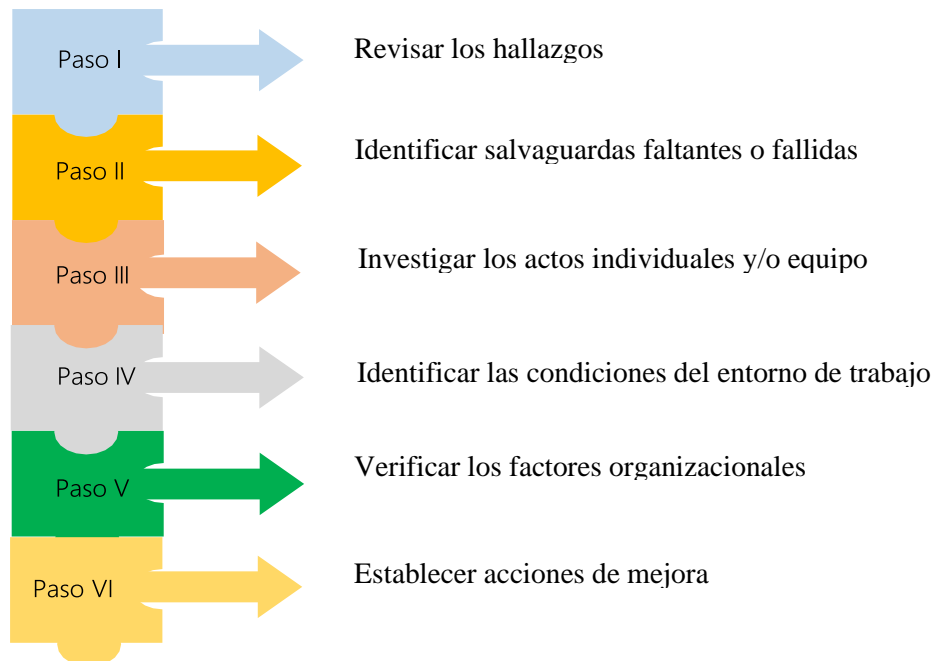 Paso I
Revisar los hallazgos
Paso II
Identificar salvaguardas faltantes o fallidas
Paso III
Investigar los actos individuales y/o equipo
Paso IV
Identificar las condiciones del entorno de trabajo
Paso V
Verificar los factores organizacionales
Paso VI
Establecer acciones de mejora